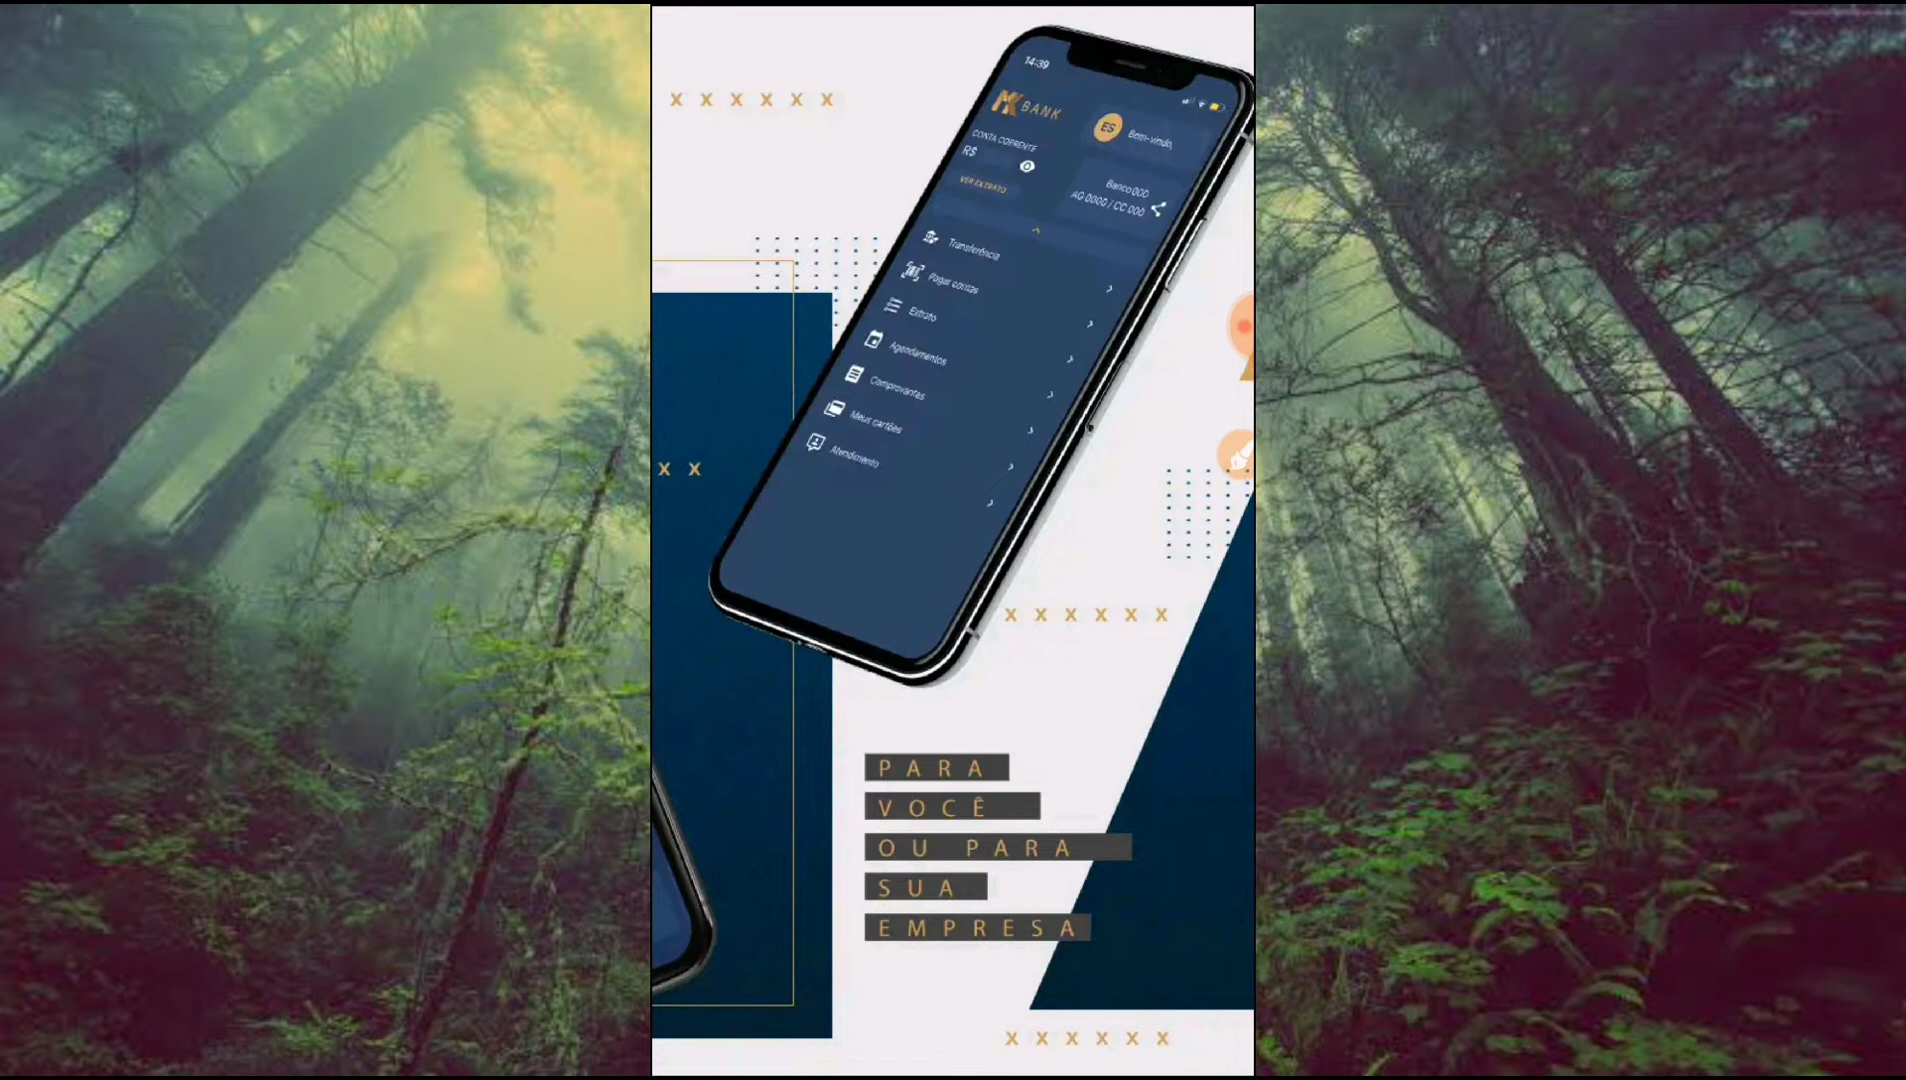 x x x x x x
14:39
MK BANK
ES Bem-vindo,
CONTA CORRENTE
R$
VER EXTRATO
Banco 000
AG 0000 / CC 000
Transferência
Pagar contas
Extrato
Agendamentos
Comprovantes
Meus cartões
Atendimento
x x
x x x x x x
PARA
VOCÊ
OU PARA
SUA
EMPRESA
x x x x x x